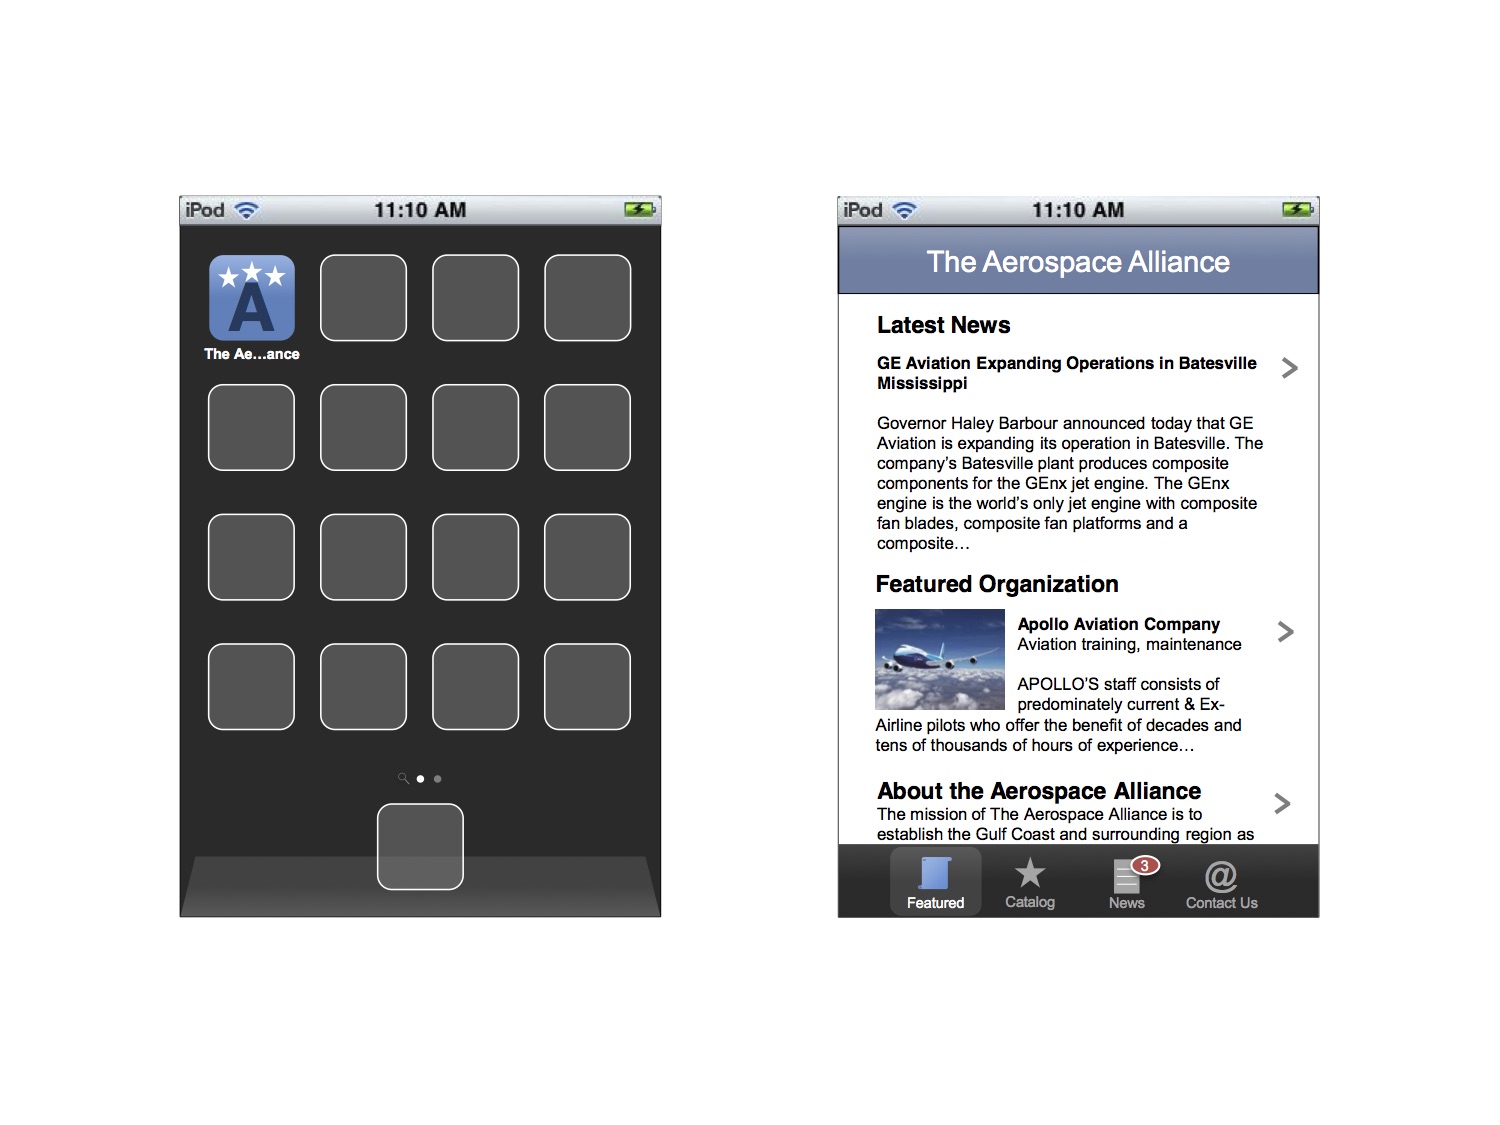 iPod
11:10 AM
A
The Ae...ance
iPod
11:10 AM
The Aerospace Alliance
Latest News
GE Aviation Expanding Operations in Batesville
Mississippi
Governor Haley Barbour announced today that GE
Aviation is expanding its operation in Batesville. The
company’s Batesville plant produces composite
components for the GEnx jet engine. The GEnx
engine is the world’s only jet engine with composite
fan blades, composite fan platforms and a
composite…
Featured Organization
Apollo Aviation Company
Aviation training, maintenance
APOLLO’S staff consists of
predominately current & Ex-
Airline pilots who offer the benefit of decades and
tens of thousands of hours of experience…
About the Aerospace Alliance
The mission of The Aerospace Alliance is to
establish the Gulf Coast and surrounding region as
3
@
Featured
Catalog
News
Contact Us